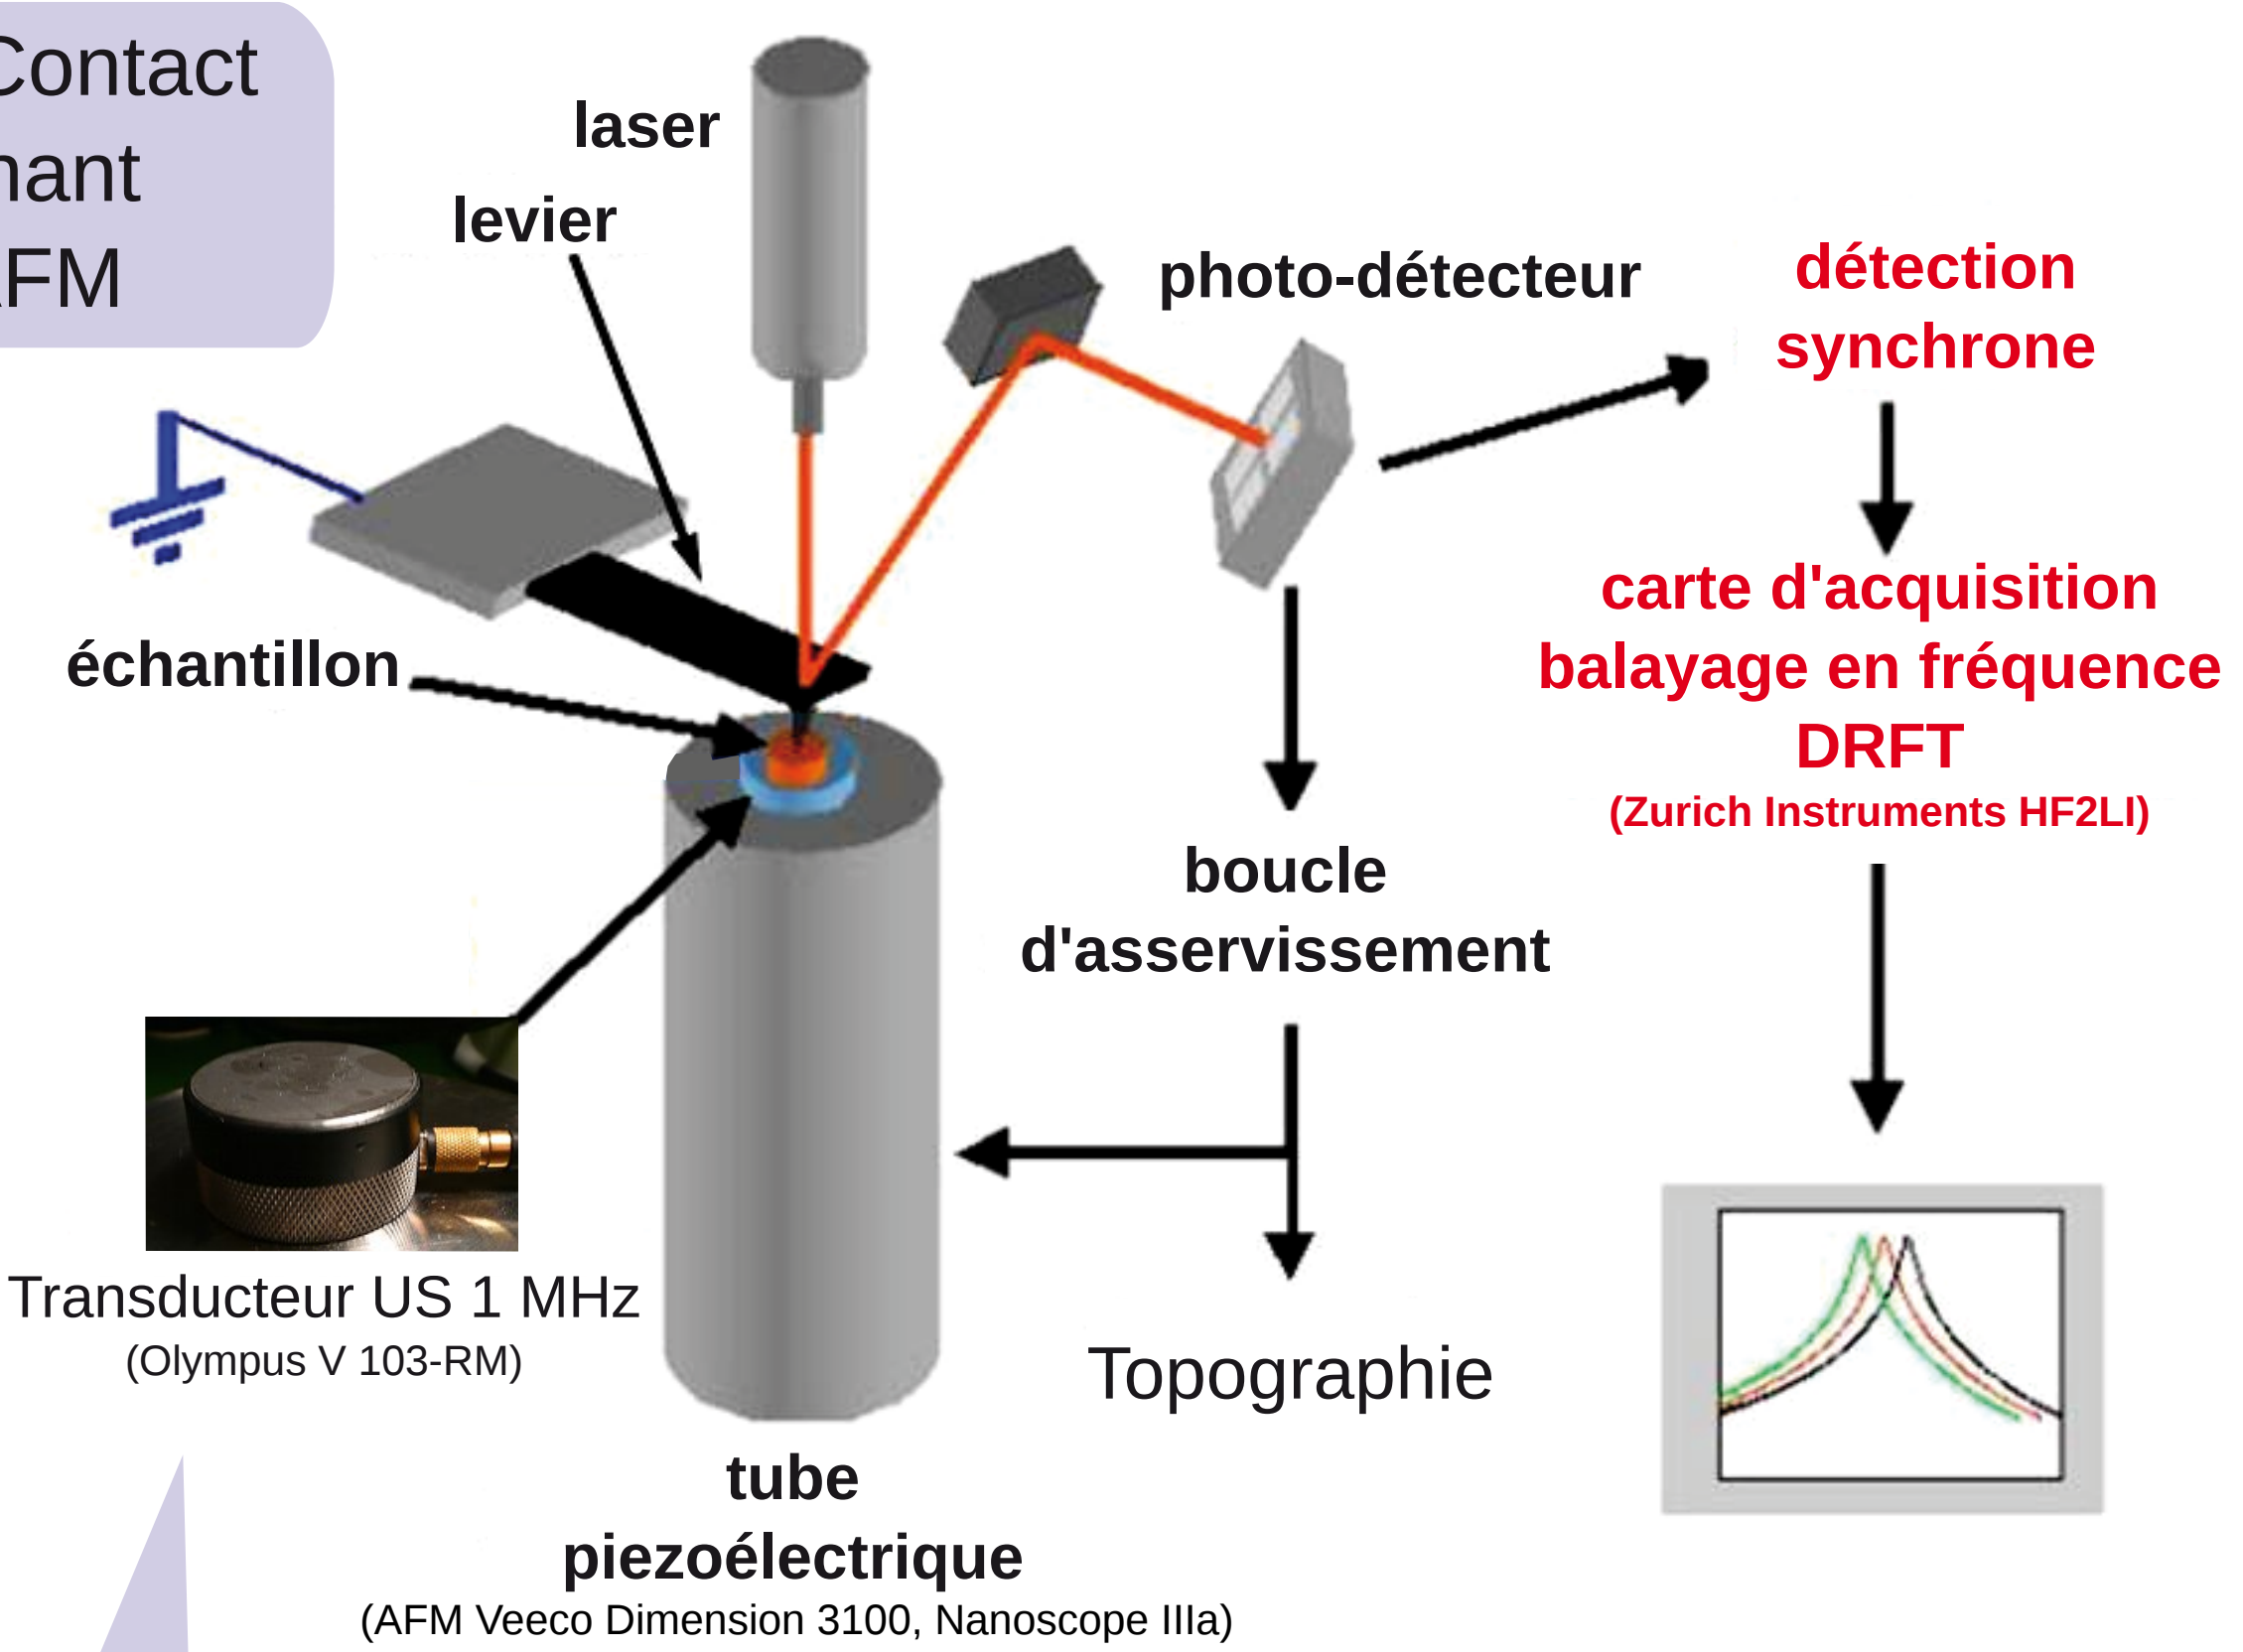 Contact
nant
AFM
laser
levier
photo-détecteur
détection
synchrone
carte d'acquisition
balayage en fréquence
DRFT
(Zurich Instruments HF2LI)
échantillon
boucle
d'asservissement
Transducteur US 1 MHz
(Olympus V 103-RM)
Topographie
tube
piezoélectrique
(AFM Veeco Dimension 3100, Nanoscope IIIa)